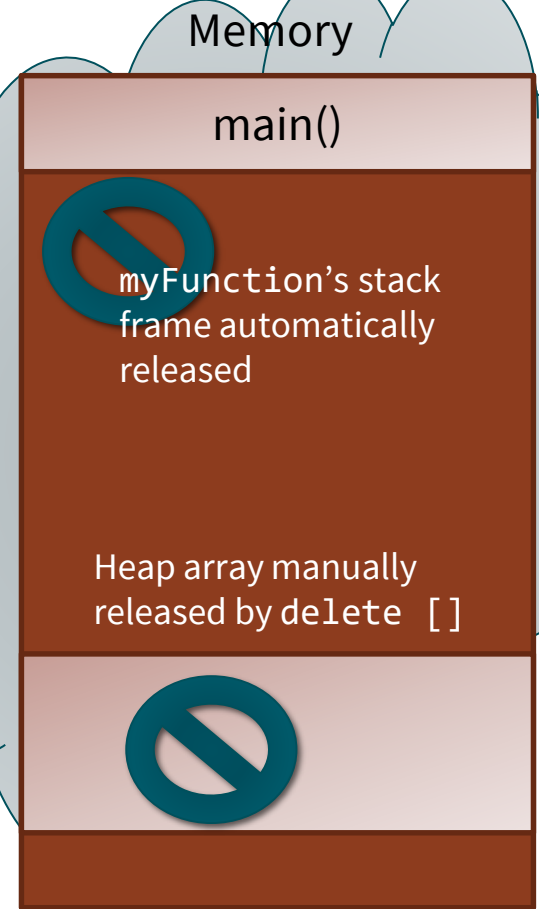 Memory
main()
myFunction’s stack
frame automatically
released
Heap array manually
released by delete []